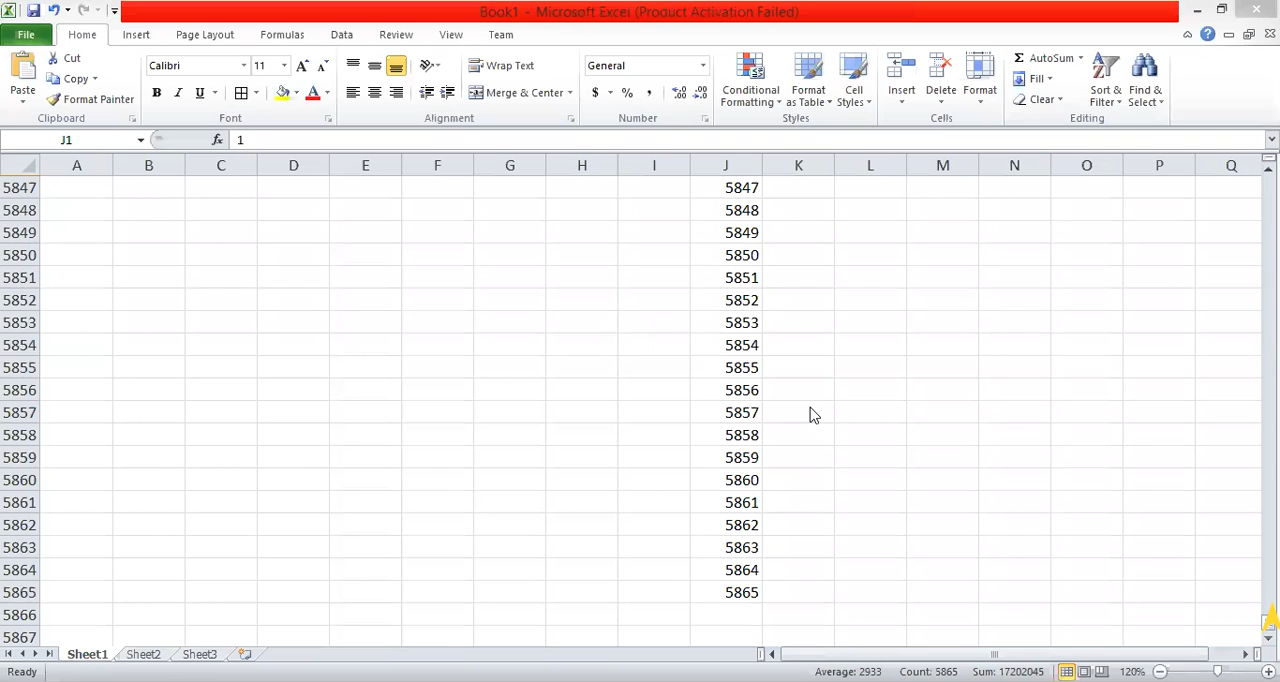 Book1 - Microsoft Excel (Product Activation Failed)
File Home Insert Page Layout Formulas Data Review View Team
Paste
Cut
Copy
Format Painter
Clipboard
Calibri 11
B I U
Font
Wrap Text
Merge & Center
Alignment
General
$ % ,
Number
Conditional Formatting
Format as Table
Cell Styles
Styles
Insert Delete Format
Cells
Σ AutoSum
Fill
Clear
Sort & Filter
Find & Select
Editing
J1 fx 1
A B C D E F G H I J K L M N O P Q
5847 5847
5848 5848
5849 5849
5850 5850
5851 5851
5852 5852
5853 5853
5854 5854
5855 5855
5856 5856
5857 5857
5858 5858
5859 5859
5860 5860
5861 5861
5862 5862
5863 5863
5864 5864
5865 5865
5866
5867
Sheet1 Sheet2 Sheet3
Ready Average: 2933 Count: 5865 Sum: 17202045 120%